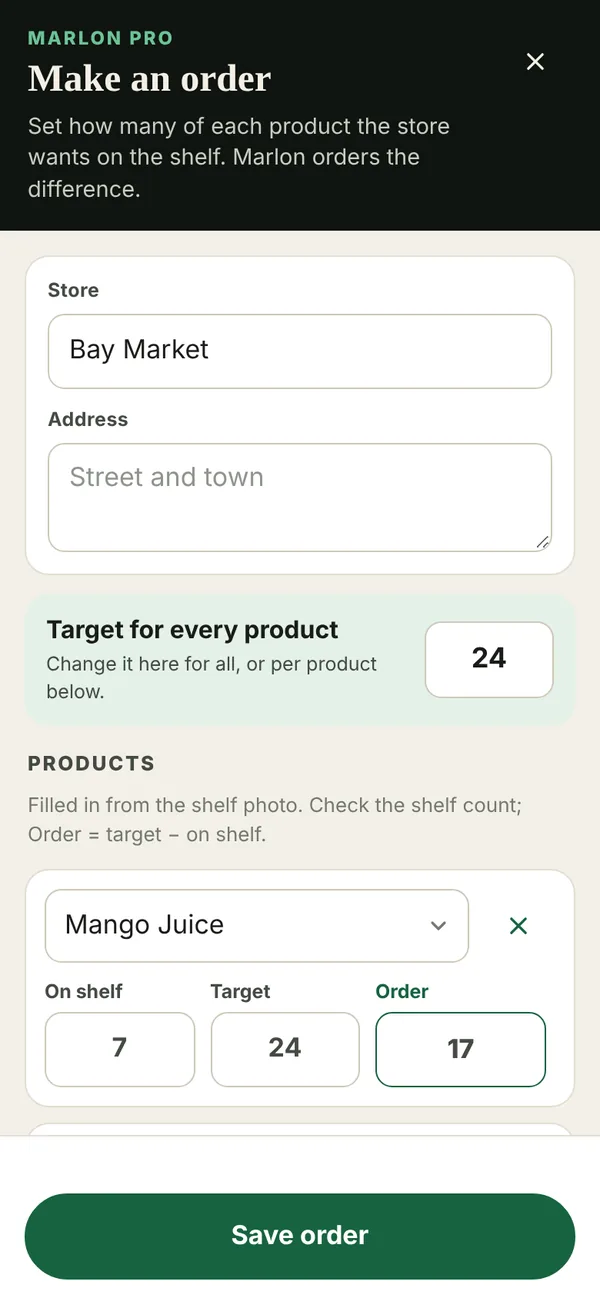 MARLON PRO
Make an order
Set how many of each product the store
wants on the shelf. Marlon orders the
difference.
Store
Bay Market
Address
Street and town
Target for every product
Change it here for all, or per product
below.
24
PRODUCTS
Filled in from the shelf photo. Check the shelf count;
Order = target − on shelf.
Mango Juice
On shelf Target Order
7 24 17
Save order